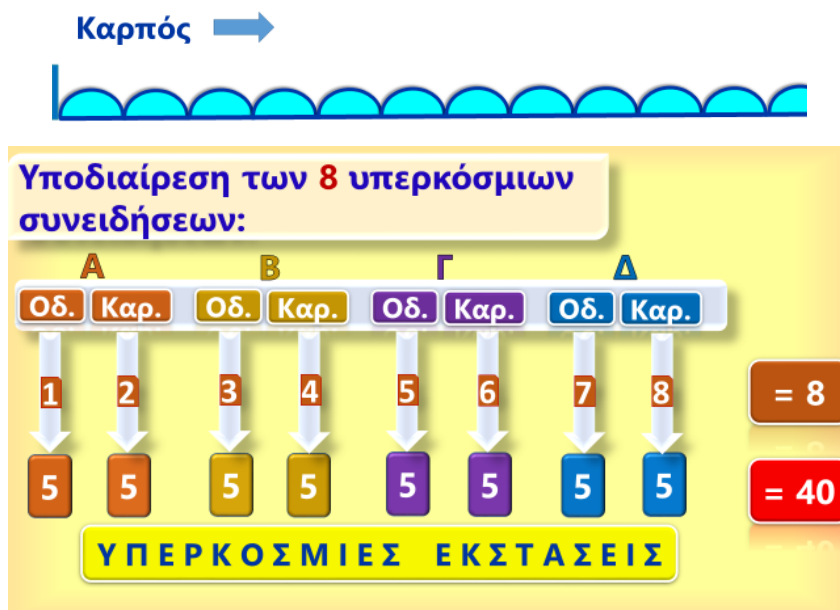 Καρπός
Υποδιαίρεση των 8 υπερκόσμιων
συνειδήσεων:
Α Β Γ Δ
Οδ. Καρ. Οδ. Καρ. Οδ. Καρ. Οδ. Καρ.
1 2 3 4 5 6 7 8
= 8
5 5 5 5 5 5 5 5
= 40
ΥΠΕΡΚΟΣΜΙΕΣ ΕΚΣΤΑΣΕΙΣ